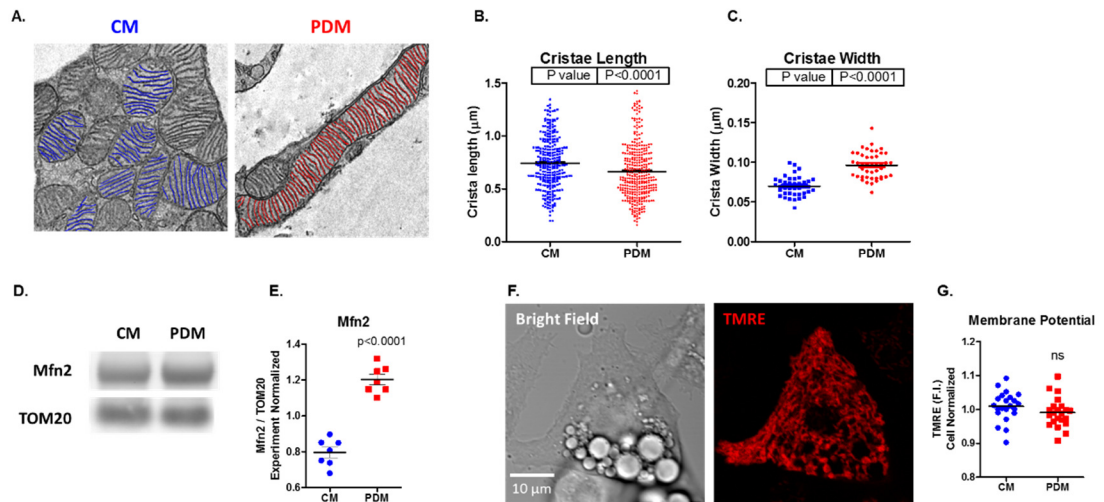 A.
CM
PDM
B.
Cristae Length
P value P<0.0001
Crista length (μm)
1.5
1.0
0.5
0.0
CM PDM
C.
Cristae Width
P value P<0.0001
Crista Width (μm)
0.20
0.15
0.10
0.05
0.00
CM PDM
D.
CM PDM
Mfn2
TOM20
E.
Mfn2
p<0.0001
Mfn2 / TOM20
Experiment Normalized
1.4
1.2
1.0
0.8
0.6
CM PDM
F.
Bright Field
10 μm
TMRE
G.
Membrane Potential
ns
TMRE (F.I.)
Cell Normalized
1.2
1.1
1.0
0.9
0.8
CM PDM